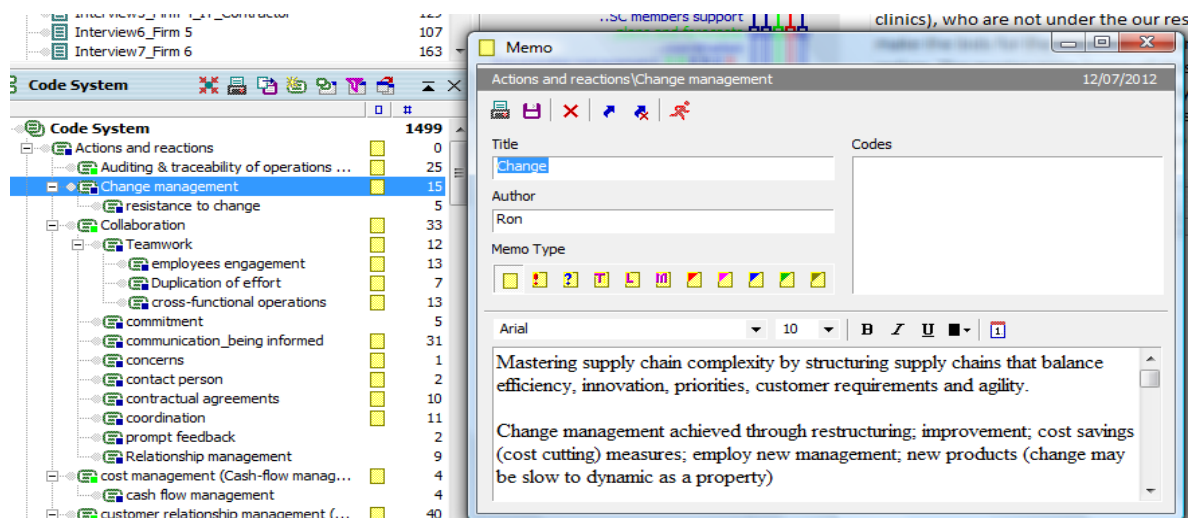 Interview5_Firm 4_IT_Contractor 129
Interview6_Firm 5 107
Interview7_Firm 6 163
Code System
#
Code System 1499
Actions and reactions 0
Auditing & traceability of operations ... 25
Change management 15
resistance to change 5
Collaboration 33
Teamwork 12
employees engagement 13
Duplication of effort 7
cross-functional operations 13
commitment 5
communication_being informed 31
concerns 1
contact person 2
contractual agreements 10
coordination 11
prompt feedback 2
Relationship management 9
cost management (Cash-flow manag... 4
cash flow management 4
customer relationship management (... 40
..SC members support
clinics), who are not under the our res
Memo
Actions and reactions\Change management 12/07/2012
Title
Change
Codes
Author
Ron
Memo Type
Arial 10 B I U
Mastering supply chain complexity by structuring supply chains that balance
efficiency, innovation, priorities, customer requirements and agility.
Change management achieved through restructuring; improvement; cost savings
(cost cutting) measures; employ new management; new products (change may
be slow to dynamic as a property)